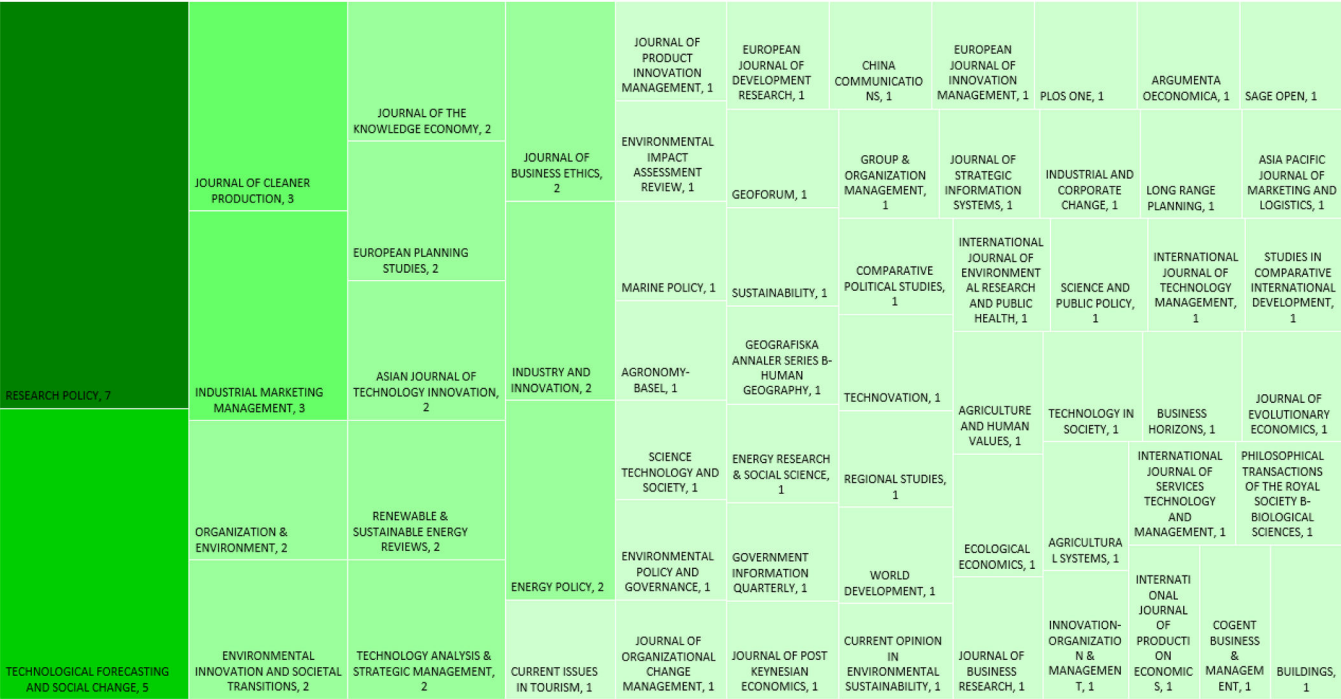 RESEARCH POLICY, 7
TECHNOLOGICAL FORECASTING
AND SOCIAL CHANGE, 5
JOURNAL OF CLEANER
PRODUCTION, 3
INDUSTRIAL MARKETING
MANAGEMENT, 3
ORGANIZATION &
ENVIRONMENT, 2
ENVIRONMENTAL
INNOVATION AND SOCIETAL
TRANSITIONS, 2
JOURNAL OF THE
KNOWLEDGE ECONOMY, 2
EUROPEAN PLANNING
STUDIES, 2
ASIAN JOURNAL OF
TECHNOLOGY INNOVATION,
2
RENEWABLE &
SUSTAINABLE ENERGY
REVIEWS, 2
TECHNOLOGY ANALYSIS &
STRATEGIC MANAGEMENT,
2
JOURNAL OF
BUSINESS ETHICS,
2
INDUSTRY AND
INNOVATION, 2
ENERGY POLICY, 2
CURRENT ISSUES
IN TOURISM, 1
JOURNAL OF
PRODUCT
INNOVATION
MANAGEMENT, 1
ENVIRONMENTAL
IMPACT
ASSESSMENT
REVIEW, 1
MARINE POLICY, 1
AGRONOMY-
BASEL, 1
SCIENCE
TECHNOLOGY AND
SOCIETY, 1
ENVIRONMENTAL
POLICY AND
GOVERNANCE, 1
JOURNAL OF
ORGANIZATIONAL
CHANGE
MANAGEMENT, 1
EUROPEAN
JOURNAL OF
DEVELOPMENT
RESEARCH, 1
GEOFORUM, 1
SUSTAINABILITY, 1
GEOGRAFISKA
ANNALER SERIES B-
HUMAN
GEOGRAPHY, 1
ENERGY RESEARCH
& SOCIAL SCIENCE,
1
GOVERNMENT
INFORMATION
QUARTERLY, 1
JOURNAL OF POST
KEYNESIAN
ECONOMICS, 1
CHINA
COMMUNICATIO
NS, 1
EUROPEAN
JOURNAL OF
INNOVATION
MANAGEMENT, 1
PLOS ONE, 1
ARGUMENTA
OECONOMICA, 1
SAGE OPEN, 1
GROUP &
ORGANIZATION
MANAGEMENT,
1
JOURNAL OF
STRATEGIC
INFORMATION
SYSTEMS, 1
INDUSTRIAL AND
CORPORATE
CHANGE, 1
LONG RANGE
PLANNING, 1
ASIA PACIFIC
JOURNAL OF
MARKETING AND
LOGISTICS, 1
COMPARATIVE
POLITICAL STUDIES,
1
TECHNOVATION, 1
REGIONAL STUDIES,
1
WORLD
DEVELOPMENT, 1
CURRENT OPINION
IN
ENVIRONMENTAL
SUSTAINABILITY, 1
INTERNATIONAL
JOURNAL OF
ENVIRONMENT
AL RESEARCH
AND PUBLIC
HEALTH, 1
SCIENCE AND
PUBLIC POLICY,
1
INTERNATIONAL
JOURNAL OF
TECHNOLOGY
MANAGEMENT,
1
STUDIES IN
COMPARATIVE
INTERNATIONAL
DEVELOPMENT,
1
AGRICULTURE
AND HUMAN
VALUES, 1
ECOLOGICAL
ECONOMICS, 1
JOURNAL OF
BUSINESS
RESEARCH, 1
TECHNOLOGY IN
SOCIETY, 1
BUSINESS
HORIZONS, 1
JOURNAL OF
EVOLUTIONARY
ECONOMICS, 1
AGRICULTURA
L SYSTEMS, 1
INNOVATION-
ORGANIZATIO
N &
MANAGEMEN
T, 1
INTERNATIONAL
JOURNAL OF
SERVICES
TECHNOLOGY
AND
MANAGEMENT, 1
PHILOSOPHICAL
TRANSACTIONS
OF THE ROYAL
SOCIETY B-
BIOLOGICAL
SCIENCES, 1
INTERNATI
ONAL
JOURNAL
OF
PRODUCTI
ON
ECONOMIC
S, 1
COGENT
BUSINESS
&
MANAGEM
ENT, 1
BUILDINGS,
1